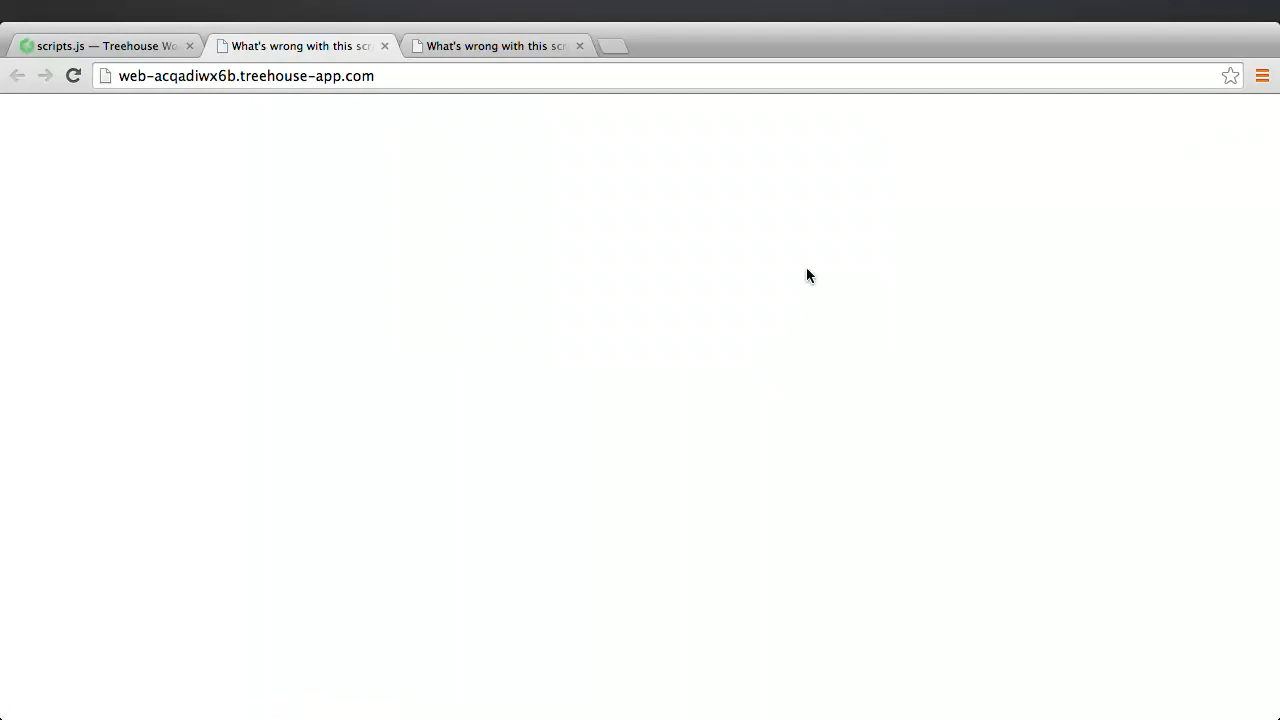 scripts.js — Treehouse Wo
What's wrong with this scr
What's wrong with this scr
web-acqadiwx6b.treehouse-app.com